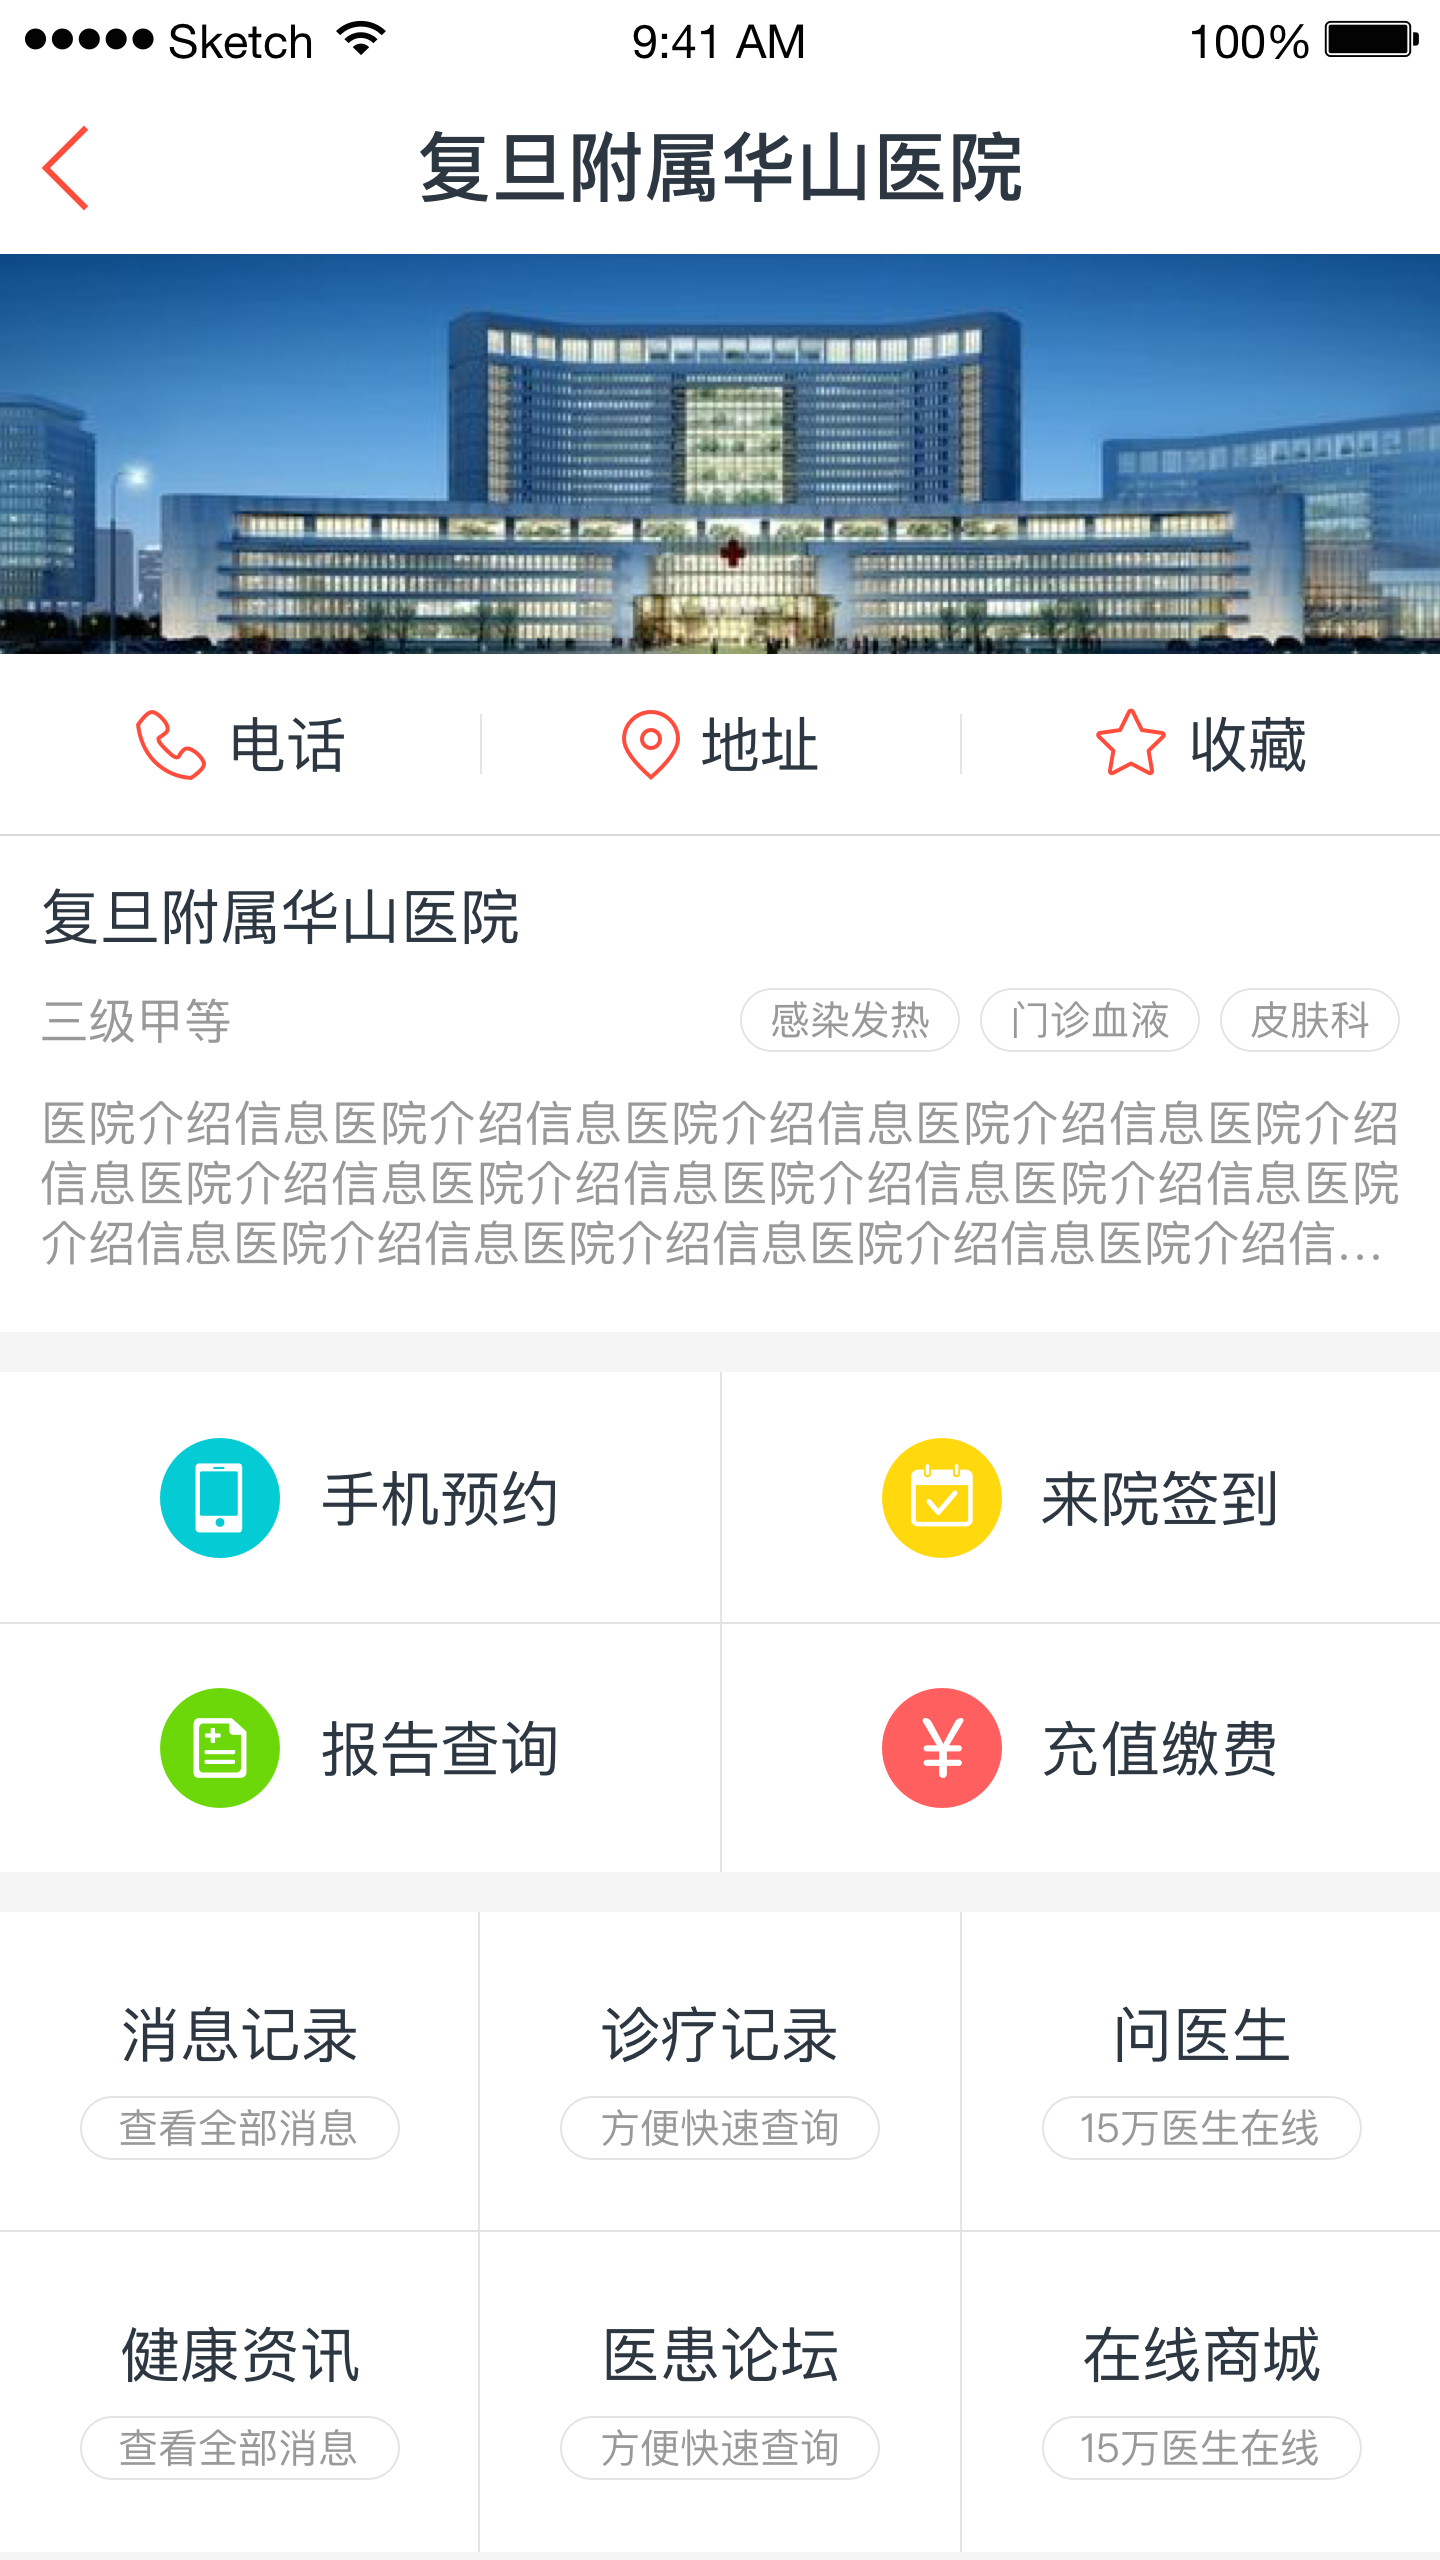 Sketch 9:41 AM 100%
复旦附属华山医院
电话 地址 收藏
复旦附属华山医院
三级甲等 感染发热 门诊血液 皮肤科
医院介绍信息医院介绍信息医院介绍信息医院介绍信息医院介绍
信息医院介绍信息医院介绍信息医院介绍信息医院介绍信息医院
介绍信息医院介绍信息医院介绍信息医院介绍信息医院介绍信...
手机预约 来院签到
报告查询 充值缴费
消息记录 诊疗记录 问医生
查看全部消息 方便快速查询 15万医生在线
健康资讯 医患论坛 在线商城
查看全部消息 方便快速查询 15万医生在线